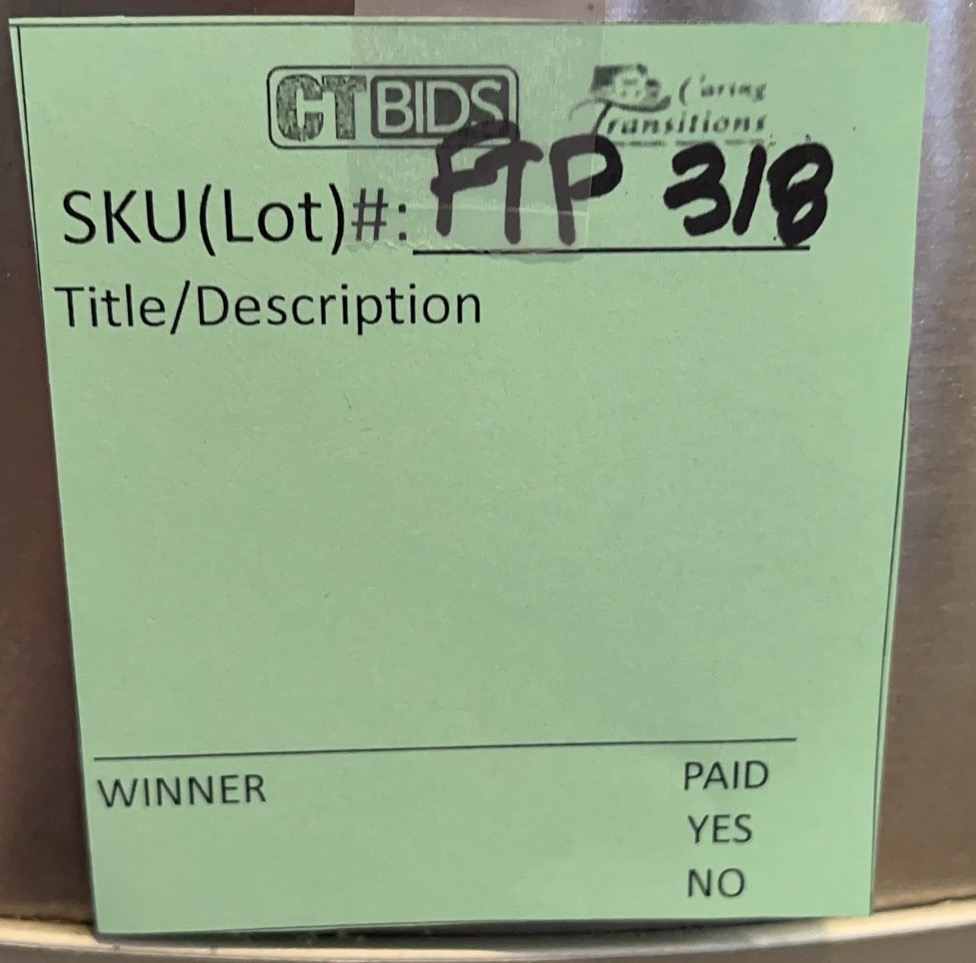 CT BIDS
Caring
Transitions
SKU(Lot)#: FTP 318
Title/Description
WINNER
PAID
YES
NO